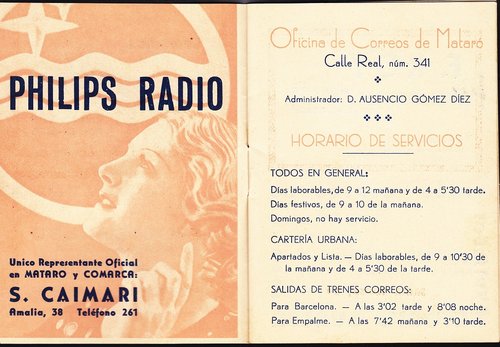 PHILIPS RADIO
Unico Representante Oficial
en MATARO y COMARCA:
S. CAIMARI
Amalia, 38 Teléfono 261
Oficina de Correos de Mataró
Calle Real, núm. 341
Administrador: D. AUSENCIO GÓMEZ DÍEZ
HORARIO DE SERVICIOS
TODOS EN GENERAL:
Días laborables, de 9 a 12 mañana y de 4 a 5'30 tarde.
Días festivos, de 9 a 10 de la mañana.
Domingos, no hay servicio.
CARTERÍA URBANA:
Apartados y Lista. — Días laborables, de 9 a 10'30 de
la mañana y de 4 a 5'30 de la tarde.
SALIDAS DE TRENES CORREOS:
Para Barcelona. — A las 3'02 tarde y 8'08 noche.
Para Empalme. — A las 7'42 mañana y 3'10 tarde.